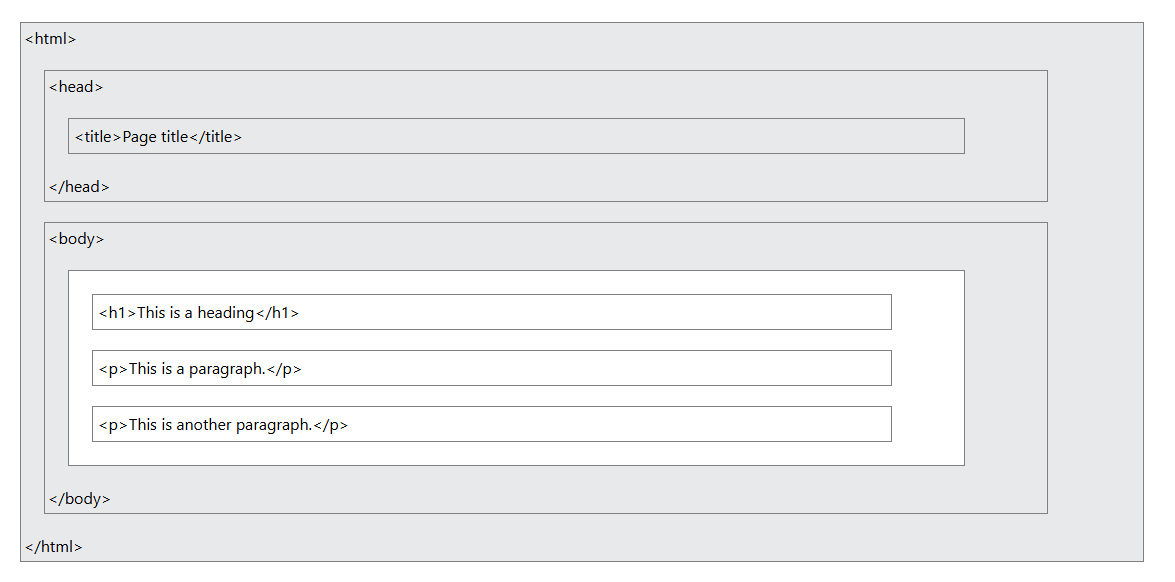 <html>
<head>
<title>Page title</title>
</head>
<body>
<h1>This is a heading</h1>
<p>This is a paragraph.</p>
<p>This is another paragraph.</p>
</body>
</html>